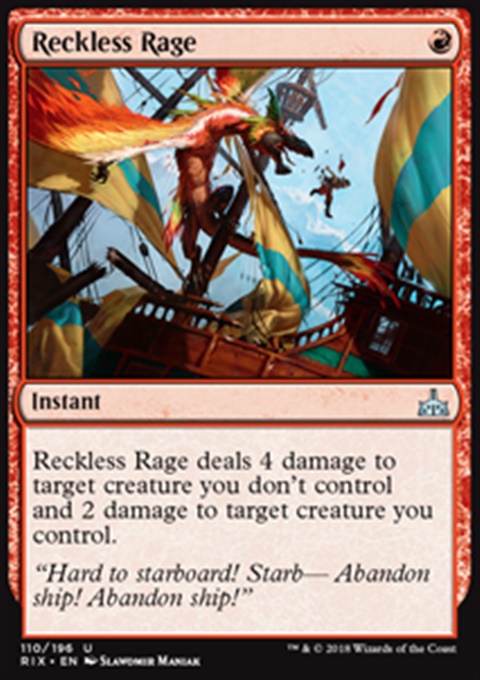 Reckless Rage
Instant
Reckless Rage deals 4 damage to
target creature you don't control
and 2 damage to target creature you
control.
"Hard to starboard! Starb— Abandon
ship! Abandon ship!"
110/196 U
RIX • EN Slawomir Maniak
™ & © 2018 Wizards of the Coast